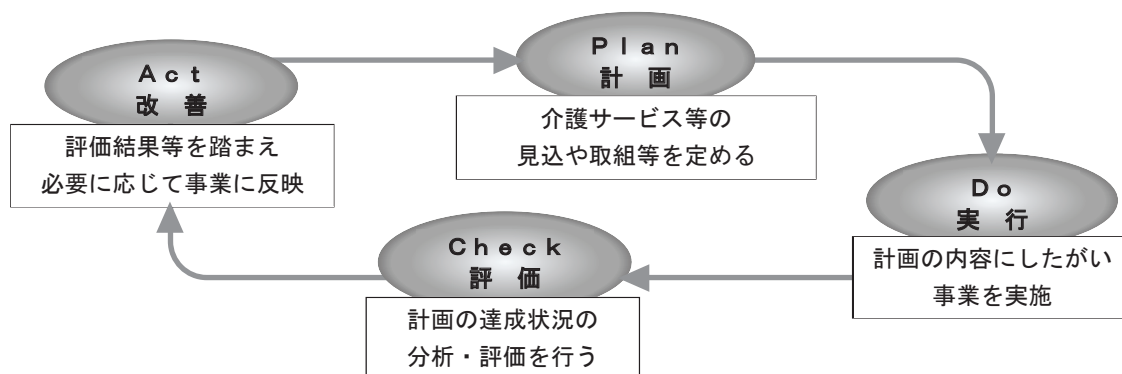 Ｐｌａｎ
計　画
介護サービス等の
見込や取組等を定める
Ｄｏ
実　行
計画の内容にしたがい
事業を実施
Ｃｈｅｃｋ
評　価
計画の達成状況の
分析・評価を行う
Ａｃｔ
改　善
評価結果等を踏まえ
必要に応じて事業に反映